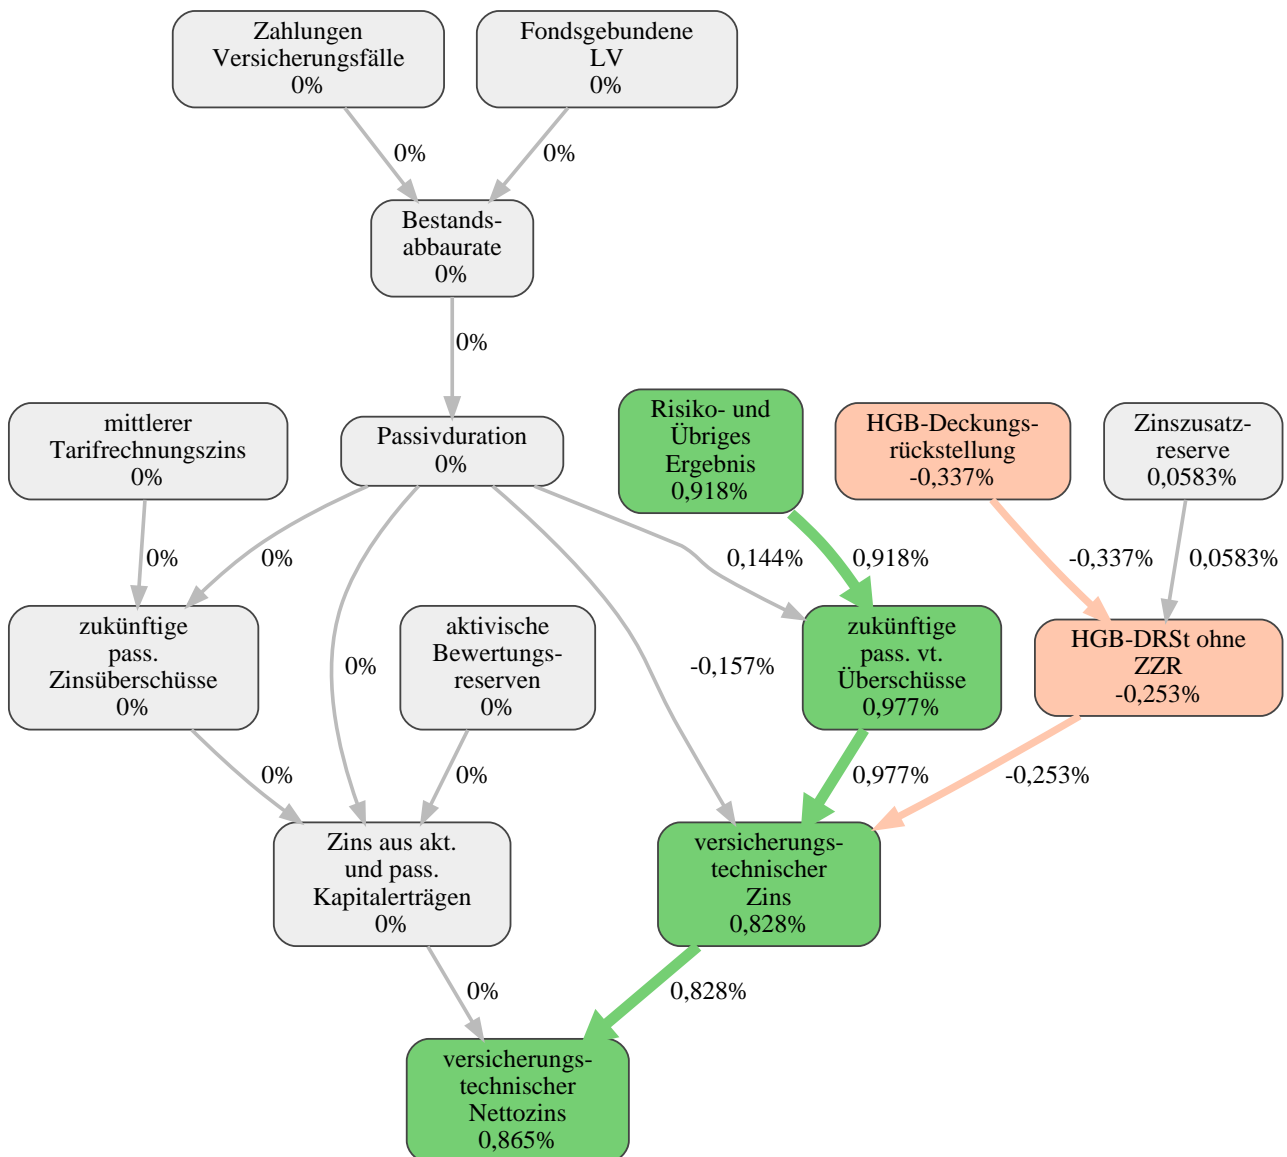 Zahlungen
Versicherungsfälle
0%
Fondsgebundene
LV
0%
0%
0%
Bestands-
abbaurate
0%
0%
mittlerer
Tarifrechnungszins
0%
Passivduration
0%
Risiko- und
Übriges
Ergebnis
0,918%
HGB-Deckungs-
rückstellung
-0,337%
Zinszusatz-
reserve
0,0583%
0%
0%
0,144%
0,918%
-0,337%
0,0583%
zukünftige
pass.
Zinsüberschüsse
0%
0%
aktivische
Bewertungs-
reserven
0%
-0,157%
zukünftige
pass. vt.
Überschüsse
0,977%
HGB-DRSt ohne
ZZR
-0,253%
0%
0%
0,977%
-0,253%
Zins aus akt.
und pass.
Kapitalerträgen
0%
versicherungs-
technischer
Zins
0,828%
0%
0,828%
versicherungs-
technischer
Nettozins
0,865%